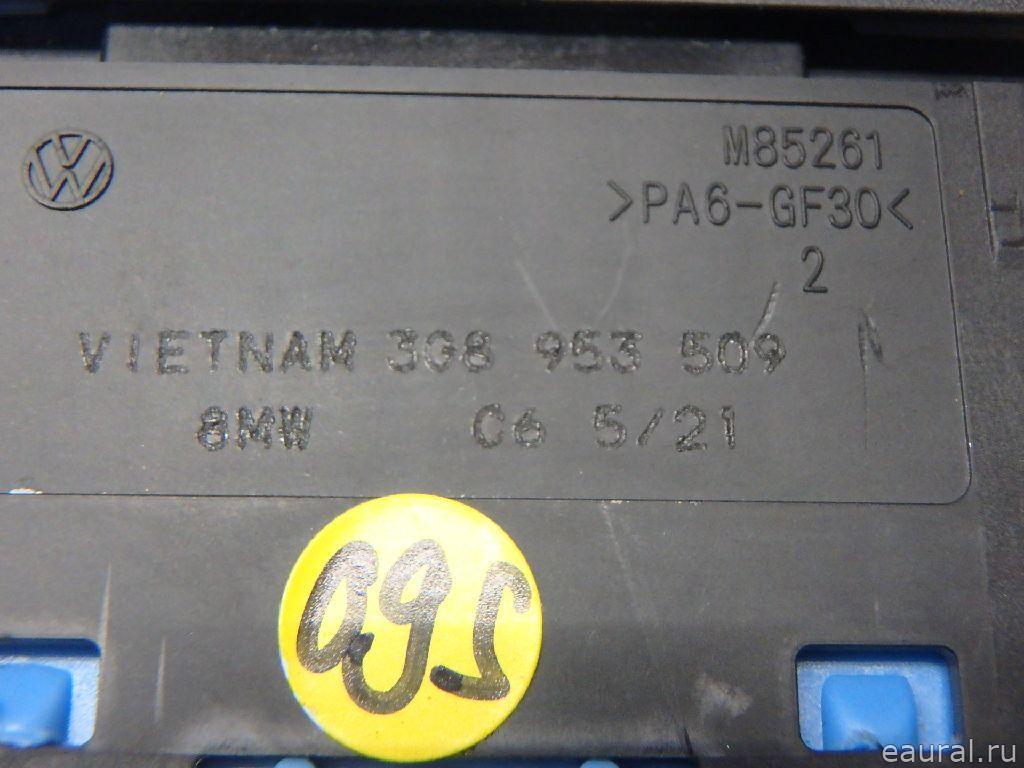 M85261
>PA6-GF30<
2
VIETNAM 3G8 953 509
8MW C6 5/21
eaural.ru